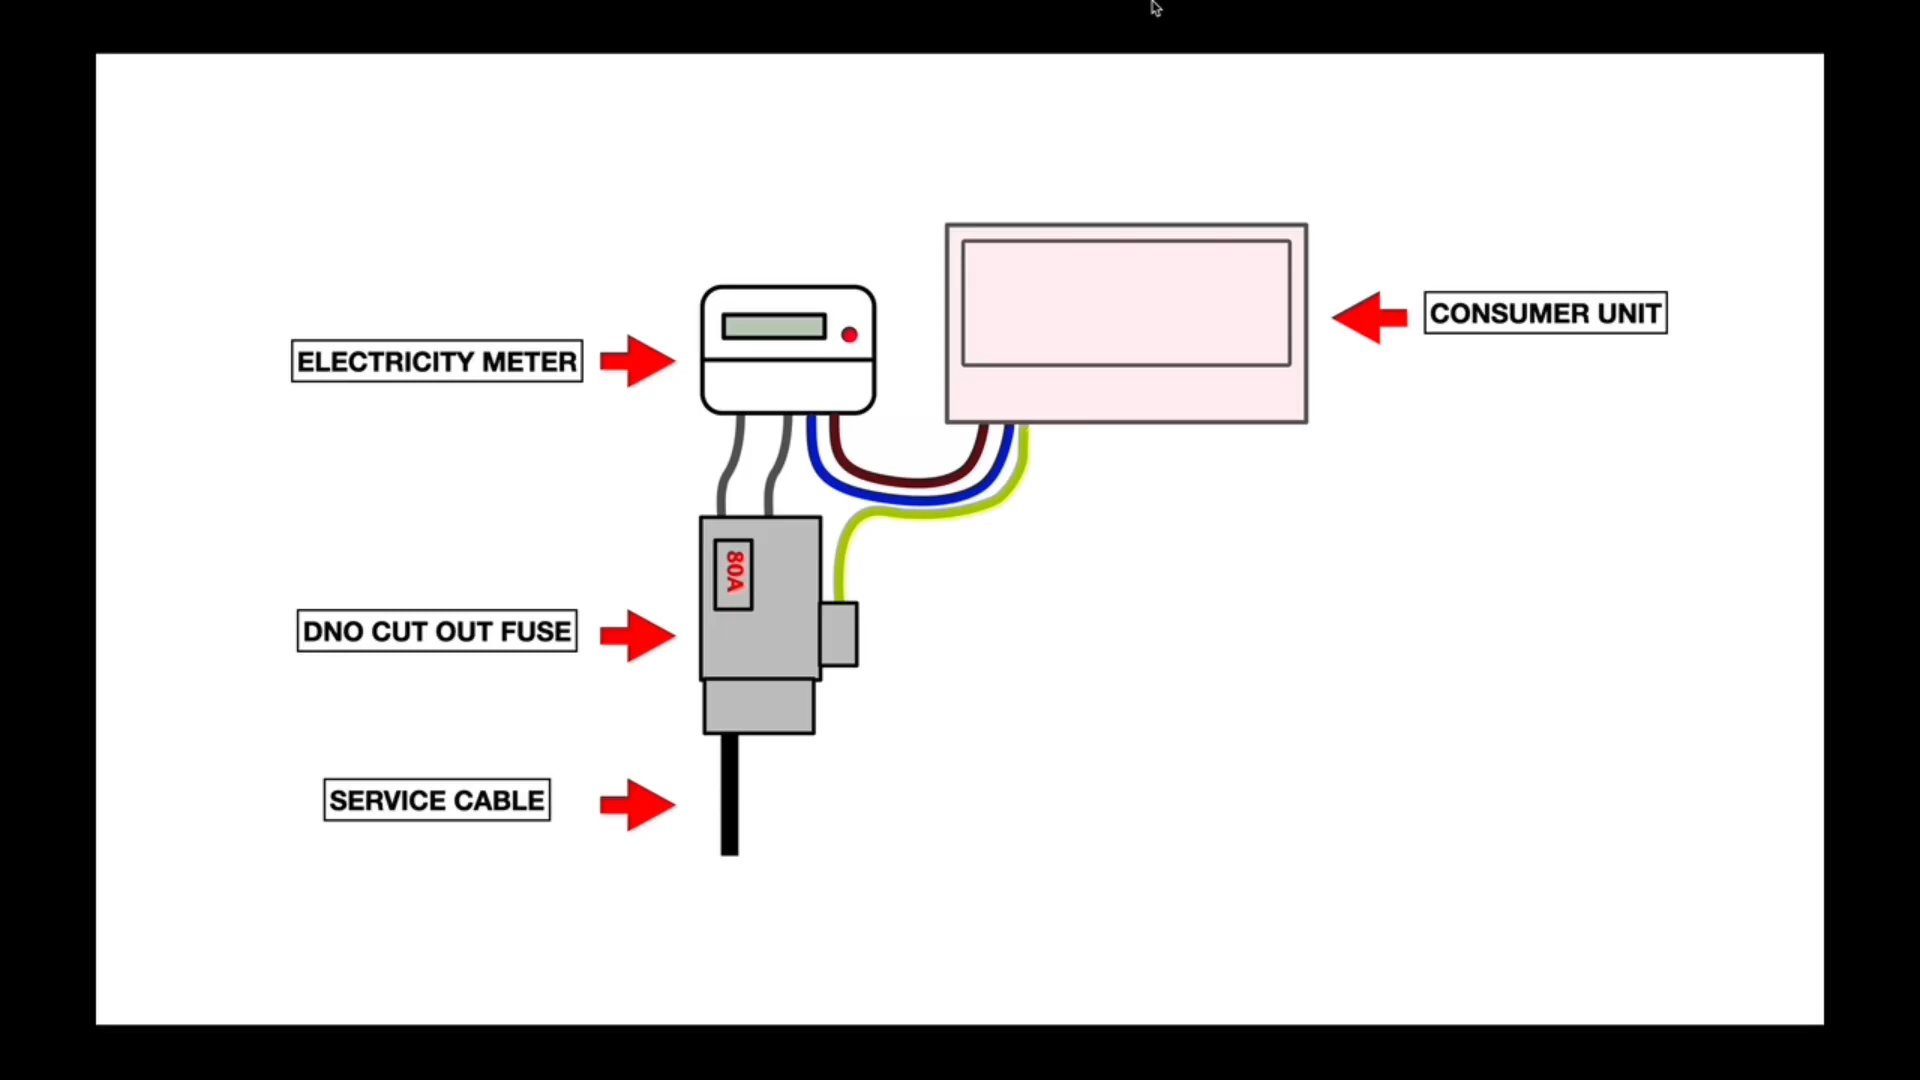 CONSUMER UNIT
ELECTRICITY METER
80A
DNO CUT OUT FUSE
SERVICE CABLE